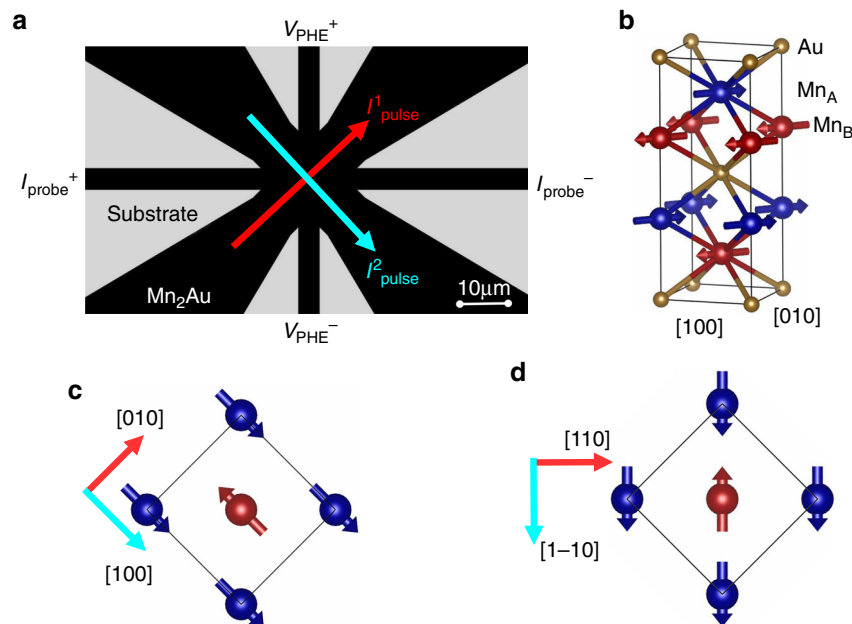 a
V_PHE^+
I^1_pulse
I_probe^+
I_probe^−
Substrate
I^2_pulse
Mn₂Au
10μm
V_PHE^−
b
Au
Mn_A
Mn_B
[100]
[010]
c
[010]
[100]
d
[110]
[1–10]